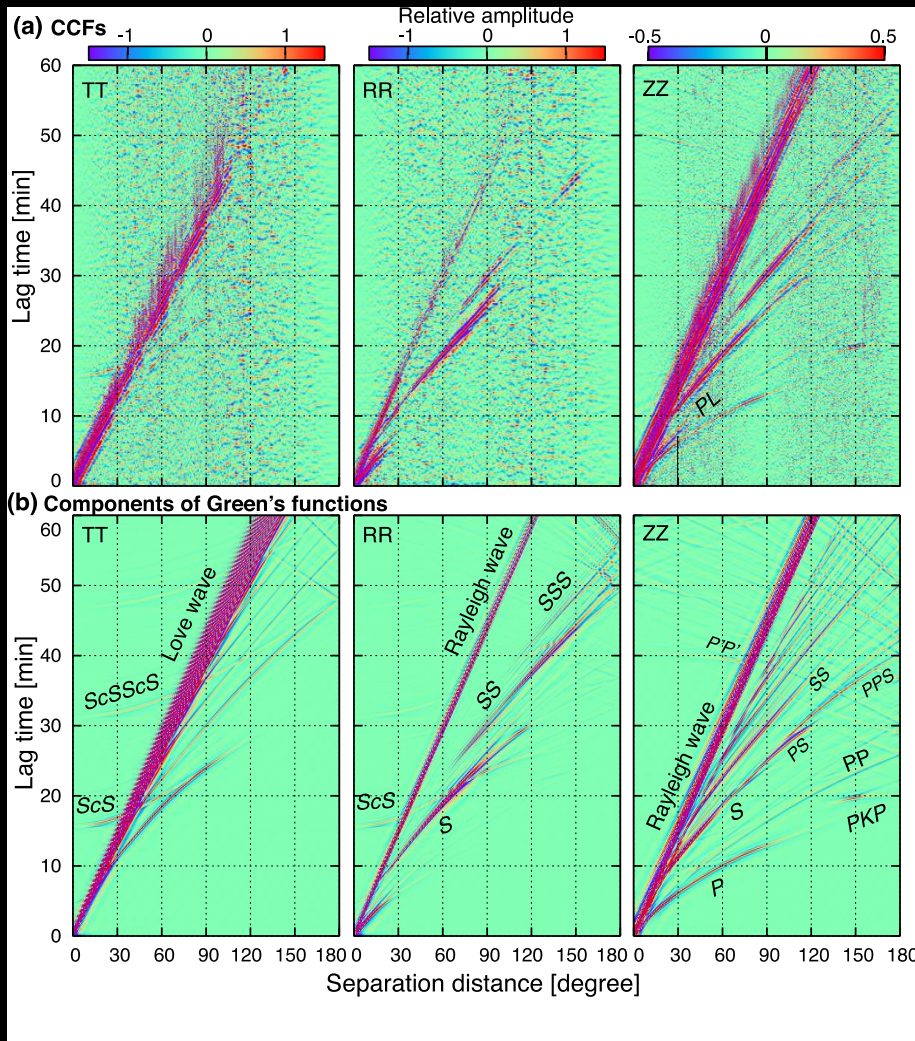 Relative amplitude
(a) CCFs
-1 0 1 -1 0 1 -0.5 0 0.5
60
50
40
30
20
10
0
Lag time [min]
TT
RR
ZZ
PL
(b) Components of Green's functions
60
50
40
30
20
10
0
Lag time [min]
TT
Love wave
ScSScS
ScS
RR
Rayleigh wave
SSS
SS
ScS
S
ZZ
P'P'
Rayleigh wave
SS
PPS
PS
PP
S
PKP
P
0 30 60 90 120 150 180 0 30 60 90 120 150 180 0 30 60 90 120 150 180
Separation distance [degree]